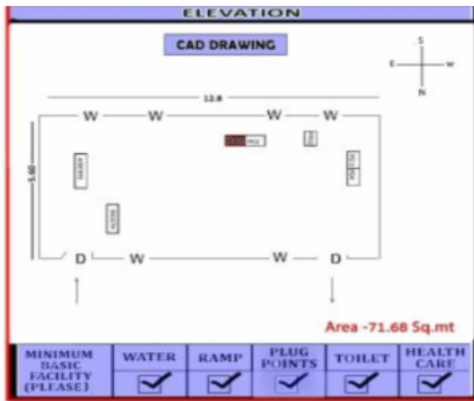 ELEVATION
CAD DRAWING
S
E W
N
12.8
W W W W
5.60
D W W D
Area -71.68 Sq.mt
MINIMUM
BASIC
FACILITY
(PLEASE)
WATER
RAMP
PLUG
POINTS
TOILET
HEALTH
CARE